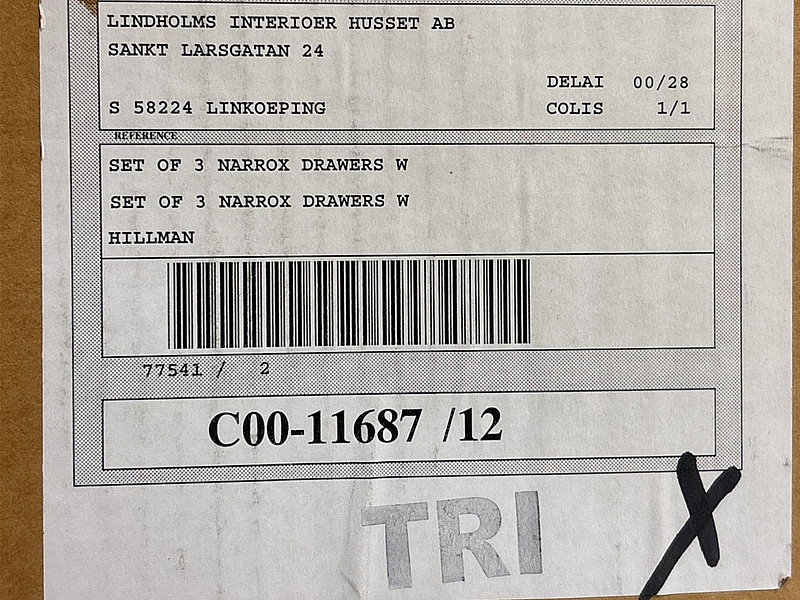 LINDHOLMS INTERIOER HUSSET AB
SANKT LARSGATAN 24
DELAI 00/28
S 58224 LINKOEPING COLIS 1/1
REFERENCE
SET OF 3 NARROX DRAWERS W
SET OF 3 NARROX DRAWERS W
HILLMAN
77541 / 2
C00-11687 /12
TRI
X